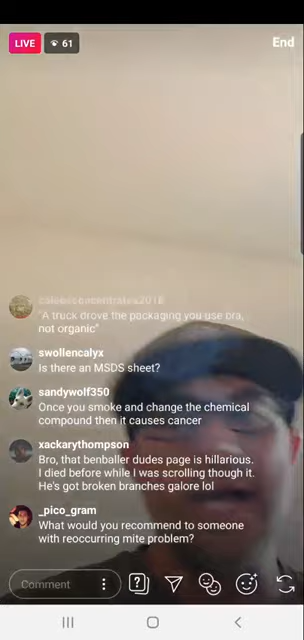 LIVE
61
End
"A truck drove the packaging you use bra,
not organic"
swollencalyx
Is there an MSDS sheet?
sandywolf350
Once you smoke and change the chemical
compound then it causes cancer
xackarythompson
Bro, that benballer dudes page is hillarious.
I died before while I was scrolling though it.
He's got broken branches galore lol
_pico_gram
What would you recommend to someone
with reoccurring mite problem?
Comment